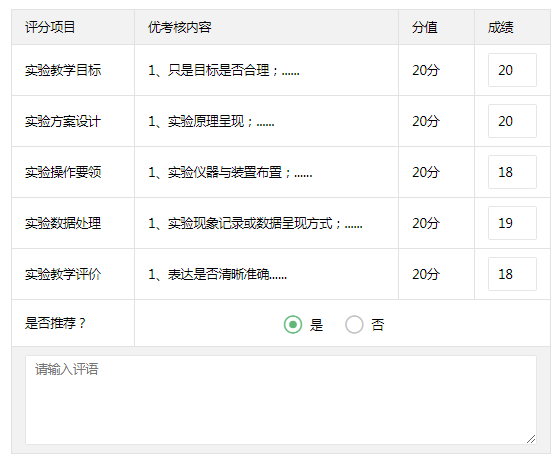 评分项目 优考核内容 分值 成绩
实验教学目标 1、只是目标是否合理；...... 20分 20
实验方案设计 1、实验原理呈现；...... 20分 20
实验操作要领 1、实验仪器与装置布置；...... 20分 18
实验数据处理 1、实验现象记录或数据呈现方式；...... 20分 19
实验教学评价 1、表达是否清晰准确...... 20分 18
是否推荐？ 是 否
请输入评语